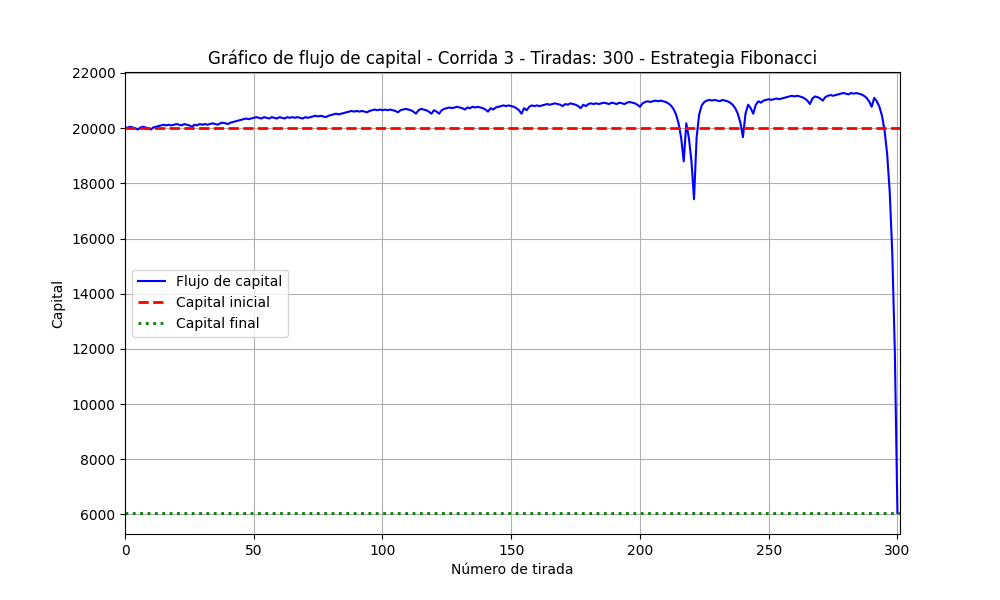 Gráfico de flujo de capital - Corrida 3 - Tiradas: 300 - Estrategia Fibonacci
Capital
22000
20000
18000
16000
14000
12000
10000
8000
6000
Flujo de capital
Capital inicial
Capital final
0 50 100 150 200 250 300
Número de tirada